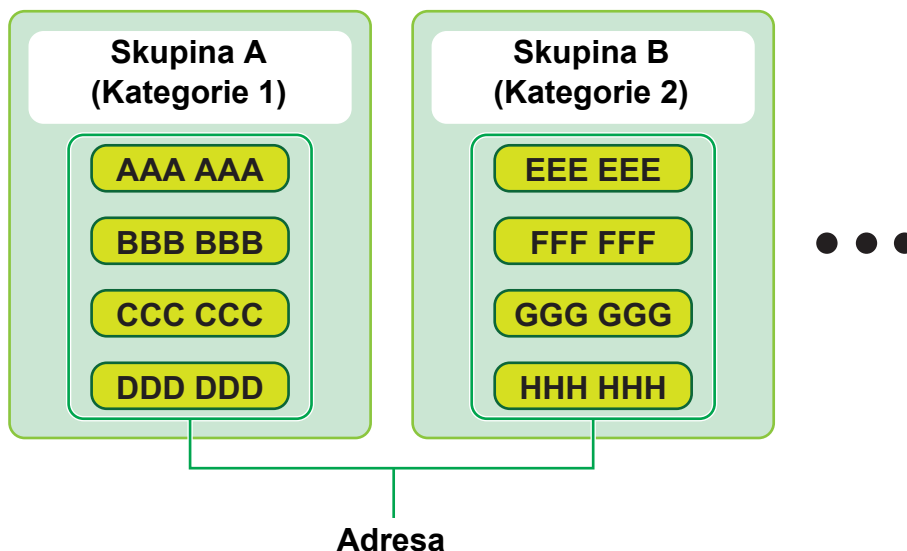 Skupina A
(Kategorie 1)
AAA AAA
BBB BBB
CCC CCC
DDD DDD
Skupina B
(Kategorie 2)
EEE EEE
FFF FFF
GGG GGG
HHH HHH
Adresa